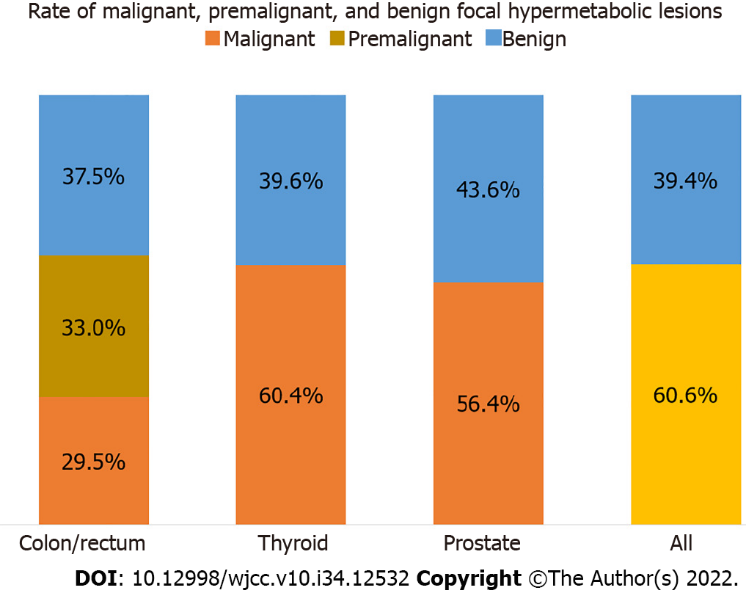 Rate of malignant, premalignant, and benign focal hypermetabolic lesions
Malignant Premalignant Benign
37.5% 39.6% 43.6% 39.4%
33.0% 60.4% 56.4% 60.6%
29.5%
Colon/rectum Thyroid Prostate All
DOI: 10.12998/wjcc.v10.i34.12532 Copyright ©The Author(s) 2022.